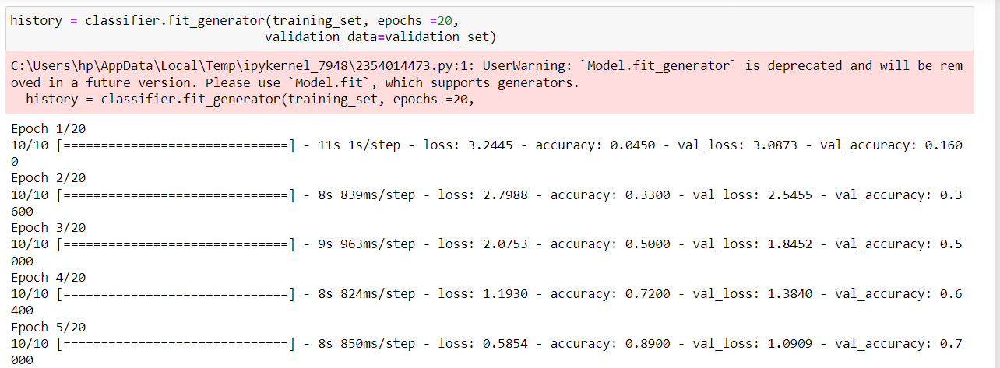 history = classifier.fit_generator(training_set, epochs =20,
validation_data=validation_set)
C:\Users\hp\AppData\Local\Temp\ipykernel_7948\2354014473.py:1: UserWarning: `Model.fit_generator` is deprecated and will be rem
oved in a future version. Please use `Model.fit`, which supports generators.
history = classifier.fit_generator(training_set, epochs =20,
Epoch 1/20
10/10 [==============================] - 11s 1s/step - loss: 3.2445 - accuracy: 0.0450 - val_loss: 3.0873 - val_accuracy: 0.160
0
Epoch 2/20
10/10 [==============================] - 8s 839ms/step - loss: 2.7988 - accuracy: 0.3300 - val_loss: 2.5455 - val_accuracy: 0.3
600
Epoch 3/20
10/10 [==============================] - 9s 963ms/step - loss: 2.0753 - accuracy: 0.5000 - val_loss: 1.8452 - val_accuracy: 0.5
000
Epoch 4/20
10/10 [==============================] - 8s 824ms/step - loss: 1.1930 - accuracy: 0.7200 - val_loss: 1.3840 - val_accuracy: 0.6
400
Epoch 5/20
10/10 [==============================] - 8s 850ms/step - loss: 0.5854 - accuracy: 0.8900 - val_loss: 1.0909 - val_accuracy: 0.7
000